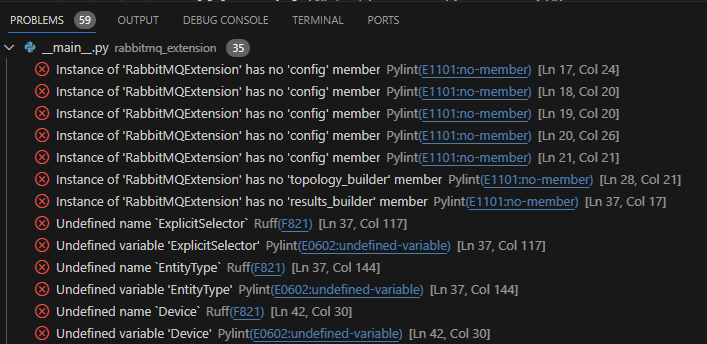 PROBLEMS 59 OUTPUT DEBUG CONSOLE TERMINAL PORTS
__main__.py rabbitmq_extension 35
Instance of 'RabbitMQExtension' has no 'config' member Pylint(E1101:no-member) [Ln 17, Col 24]
Instance of 'RabbitMQExtension' has no 'config' member Pylint(E1101:no-member) [Ln 18, Col 20]
Instance of 'RabbitMQExtension' has no 'config' member Pylint(E1101:no-member) [Ln 19, Col 20]
Instance of 'RabbitMQExtension' has no 'config' member Pylint(E1101:no-member) [Ln 20, Col 26]
Instance of 'RabbitMQExtension' has no 'config' member Pylint(E1101:no-member) [Ln 21, Col 21]
Instance of 'RabbitMQExtension' has no 'topology_builder' member Pylint(E1101:no-member) [Ln 28, Col 21]
Instance of 'RabbitMQExtension' has no 'results_builder' member Pylint(E1101:no-member) [Ln 37, Col 17]
Undefined name `ExplicitSelector` Ruff(F821) [Ln 37, Col 117]
Undefined variable 'ExplicitSelector' Pylint(E0602:undefined-variable) [Ln 37, Col 117]
Undefined name `EntityType` Ruff(F821) [Ln 37, Col 144]
Undefined variable 'EntityType' Pylint(E0602:undefined-variable) [Ln 37, Col 144]
Undefined name `Device` Ruff(F821) [Ln 42, Col 30]
Undefined variable 'Device' Pylint(E0602:undefined-variable) [Ln 42, Col 30]